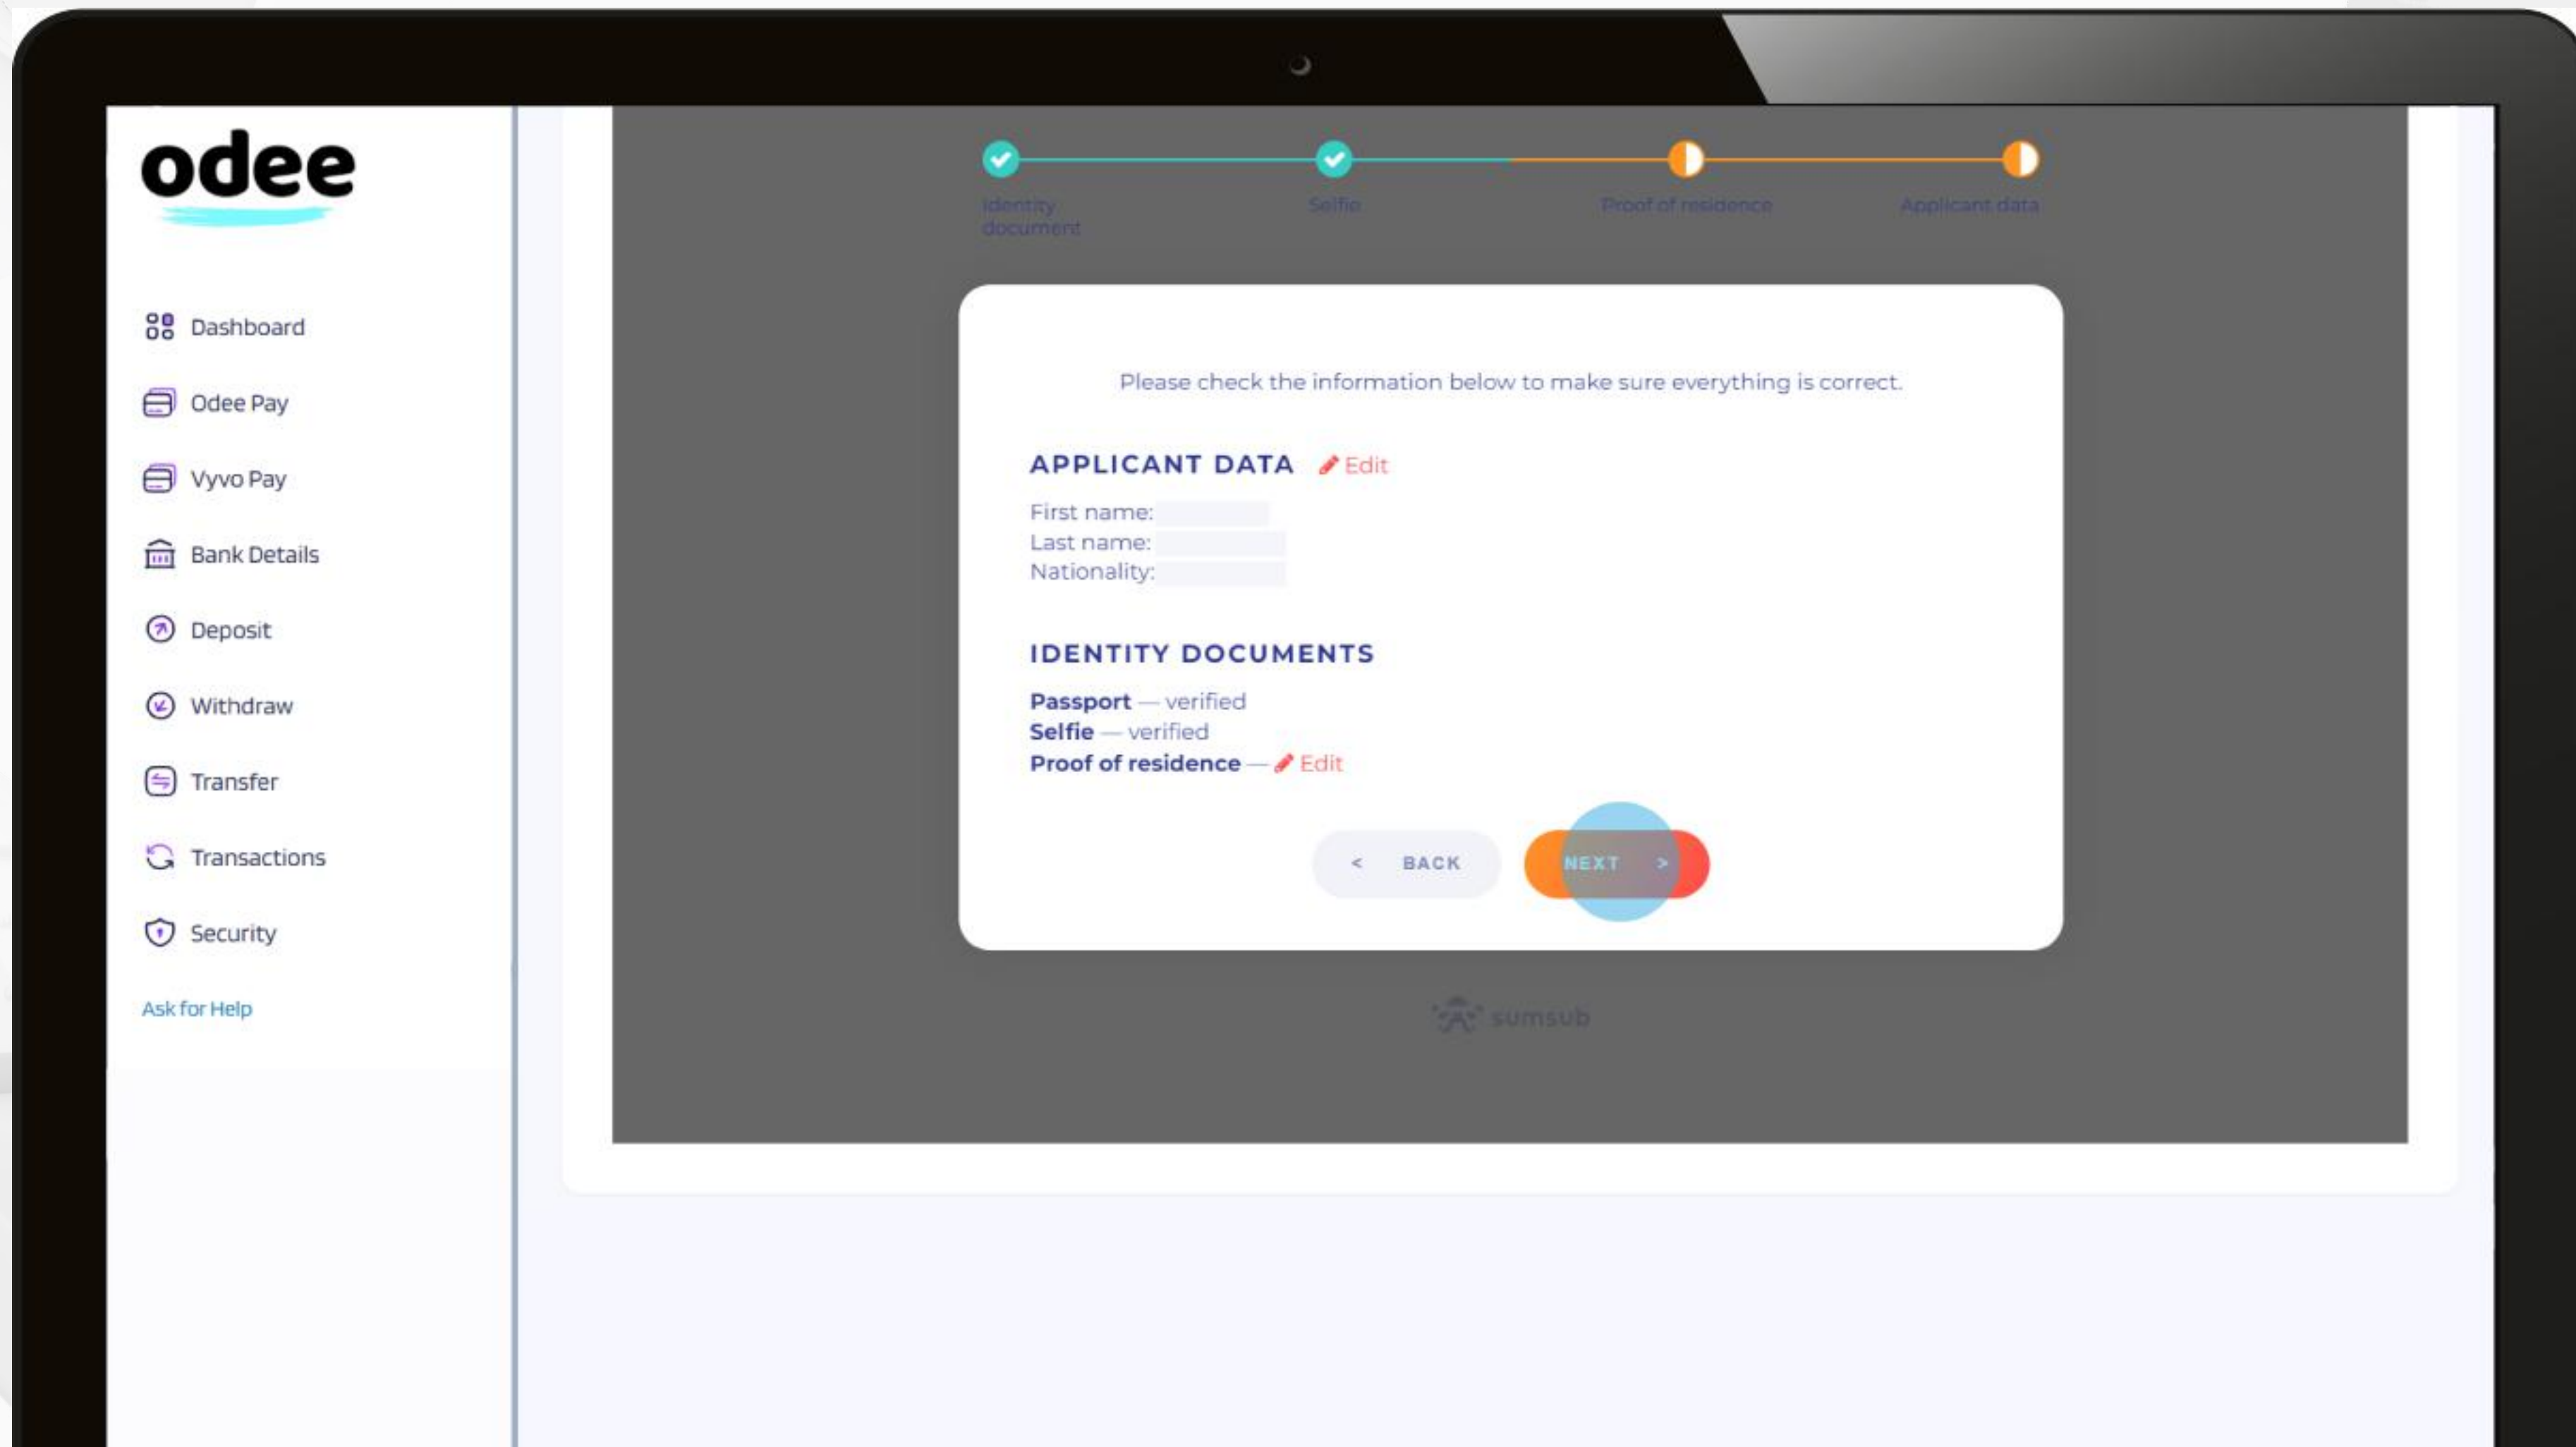 odee
Dashboard
Odee Pay
Vyvo Pay
Bank Details
Deposit
Withdraw
Transfer
Transactions
Security
Ask for Help
Identity
document
Selfie
Proof of residence
Applicant data
Please check the information below to make sure everything is correct.
APPLICANT DATA Edit
First name:
Last name:
Nationality:
IDENTITY DOCUMENTS
Passport — verified
Selfie — verified
Proof of residence — Edit
< BACK
NEXT >
sumsub